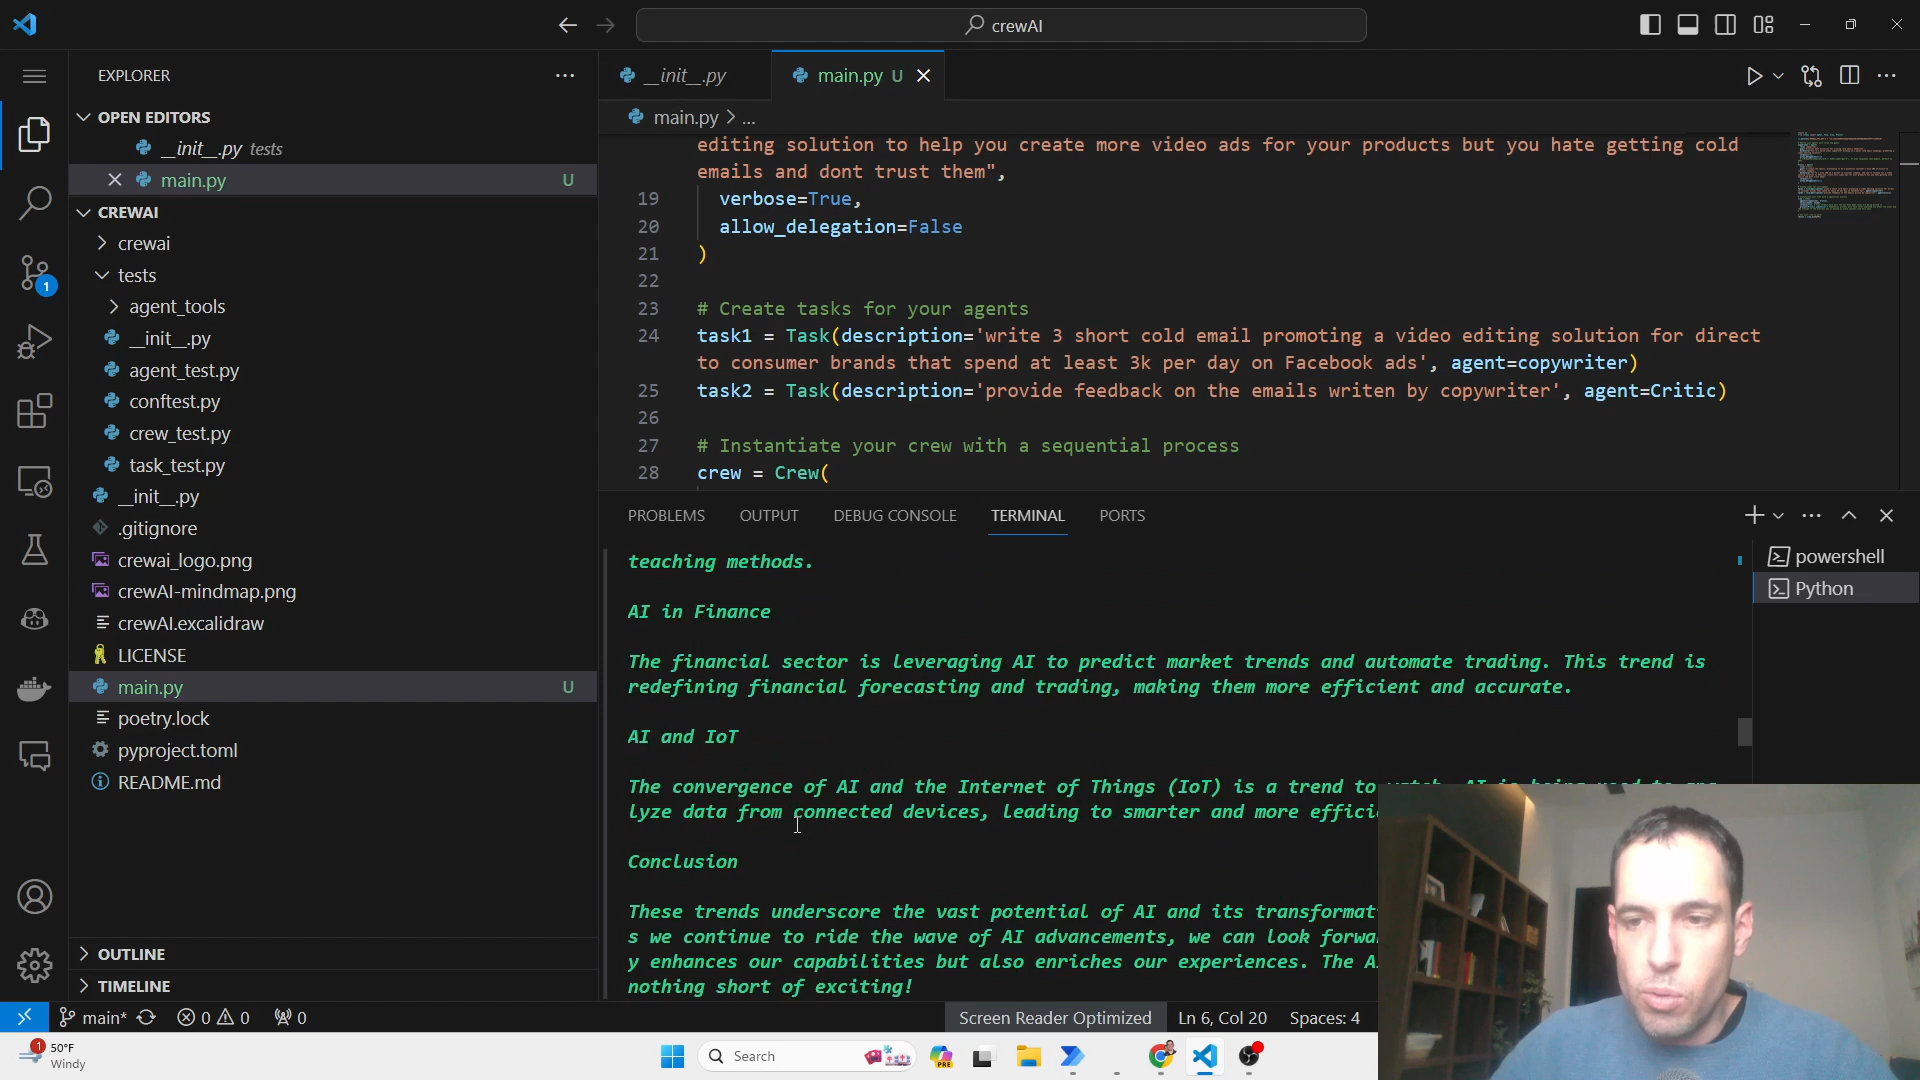 crewAI
EXPLORER
OPEN EDITORS
__init__.py tests
main.py U
CREWAI
crewai
tests
agent_tools
__init__.py
agent_test.py
conftest.py
crew_test.py
task_test.py
__init__.py
.gitignore
crewai_logo.png
crewAI-mindmap.png
crewAI.excalidraw
LICENSE
main.py U
poetry.lock
pyproject.toml
README.md
OUTLINE
TIMELINE
1
__init__.py
main.py U
main.py > ...
editing solution to help you create more video ads for your products but you hate getting cold
emails and dont trust them",
19 verbose=True,
20 allow_delegation=False
21 )
22
23 # Create tasks for your agents
24 task1 = Task(description='write 3 short cold email promoting a video editing solution for direct
to consumer brands that spend at least 3k per day on Facebook ads', agent=copywriter)
25 task2 = Task(description='provide feedback on the emails writen by copywriter', agent=Critic)
26
27 # Instantiate your crew with a sequential process
28 crew = Crew(
PROBLEMS OUTPUT DEBUG CONSOLE TERMINAL PORTS
powershell
Python
teaching methods.
AI in Finance
The financial sector is leveraging AI to predict market trends and automate trading. This trend is
redefining financial forecasting and trading, making them more efficient and accurate.
AI and IoT
The convergence of AI and the Internet of Things (IoT) is a trend to
lyze data from connected devices, leading to smarter and more effici
Conclusion
These trends underscore the vast potential of AI and its transformat
s we continue to ride the wave of AI advancements, we can look forwa
y enhances our capabilities but also enriches our experiences. The A
nothing short of exciting!
main* 0 0 0
Screen Reader Optimized Ln 6, Col 20 Spaces: 4
1
50°F
Windy
Search
PRE